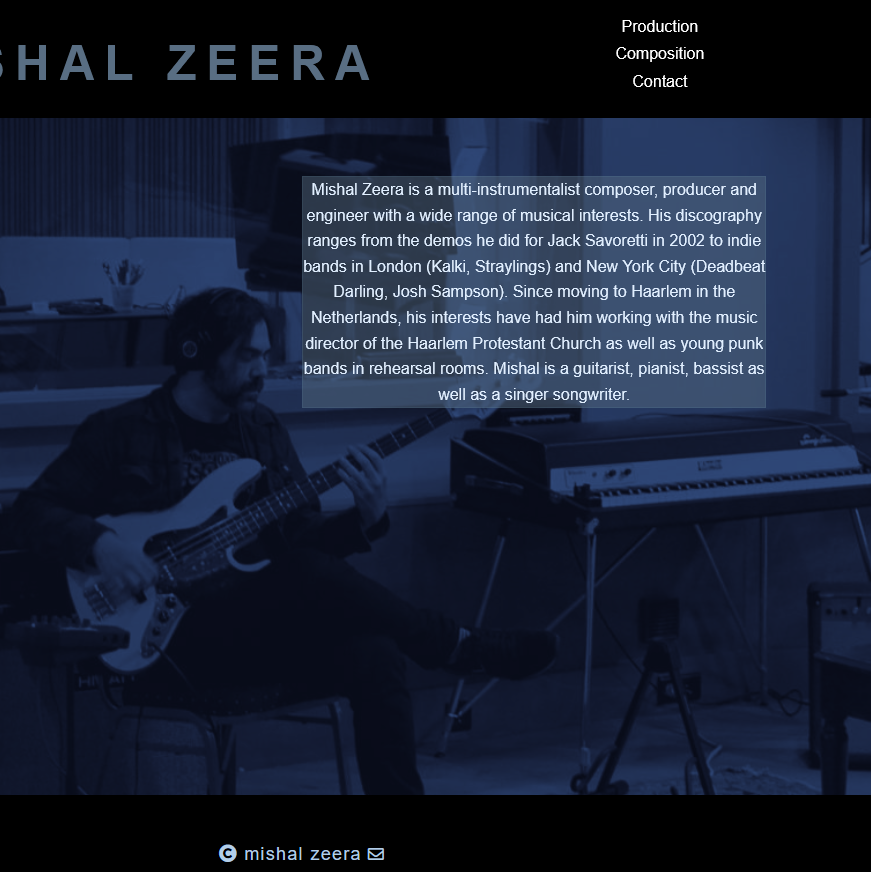 SHAL ZEERA
Production
Composition
Contact
Mishal Zeera is a multi-instrumentalist composer, producer and
engineer with a wide range of musical interests. His discography
ranges from the demos he did for Jack Savoretti in 2002 to indie
bands in London (Kalki, Straylings) and New York City (Deadbeat
Darling, Josh Sampson). Since moving to Haarlem in the
Netherlands, his interests have had him working with the music
director of the Haarlem Protestant Church as well as young punk
bands in rehearsal rooms. Mishal is a guitarist, pianist, bassist as
well as a singer songwriter.
© mishal zeera